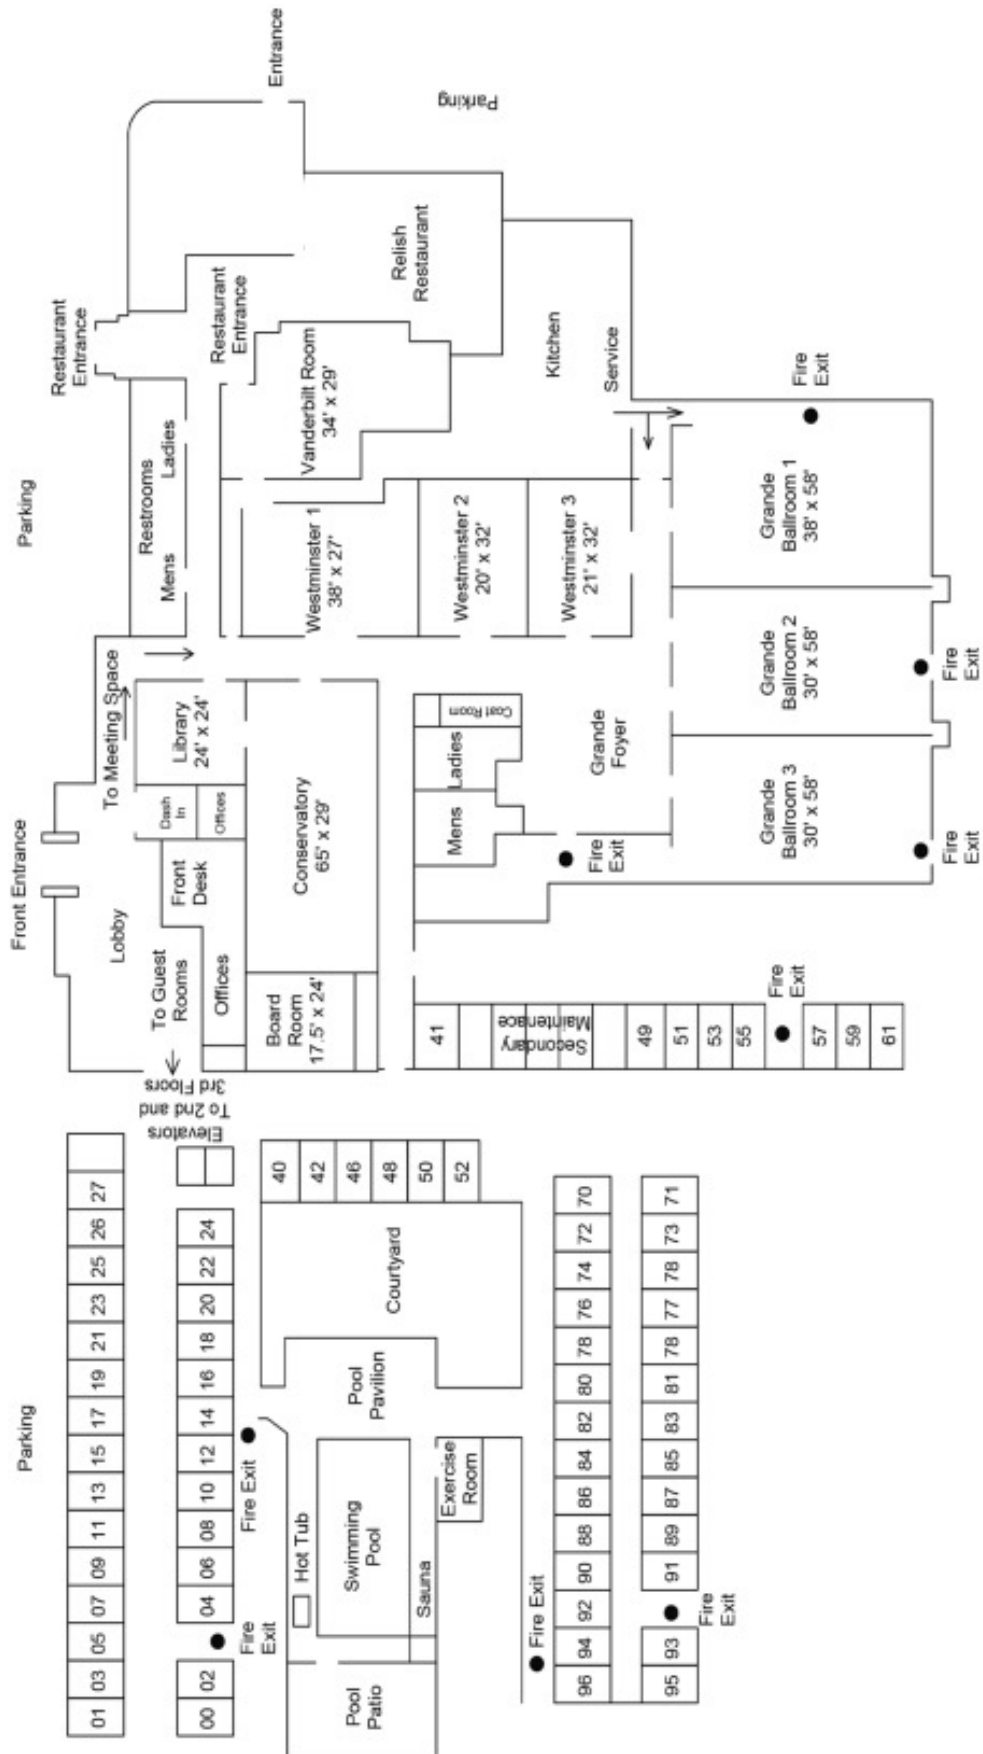 Parking
Parking
Front Entrance
Restaurant
Entrance
Entrance
Parking
01
03
05
07
09
11
13
15
17
19
21
23
25
26
27
Lobby
To Meeting Space
Restrooms
Mens
Ladies
To Guest
Rooms
Elevators
To 2nd and
3rd Floors
00
02
04
06
08
10
12
14
16
18
20
22
24
Fire
Exit
Fire Exit
Offices
Front
Desk
Dash
In
Offices
Library
24' x 24'
Restaurant
Entrance
Board
Room
17.5' x 24'
Conservatory
65' x 29'
Westminster 1
38' x 27'
Vanderbilt Room
34' x 29'
Relish
Restaurant
40
42
46
48
50
52
Hot Tub
Swimming
Pool
Sauna
Pool
Patio
Pool
Pavilion
Courtyard
Exercise
Room
41
Secondary
Maintenace
49
51
53
55
57
59
61
Fire
Exit
Mens
Ladies
Coat Room
Westminster 2
20' x 32'
Westminster 3
21' x 32'
Kitchen
Service
Fire
Exit
Grande
Foyer
Grande
Ballroom 3
30' x 58'
Grande
Ballroom 2
30' x 58'
Grande
Ballroom 1
38' x 58'
Fire
Exit
Fire
Exit
Fire
Exit
Fire Exit
96
94
92
90
88
86
84
82
80
78
76
74
72
70
95
93
Fire
Exit
91
89
87
85
83
81
78
77
78
73
71